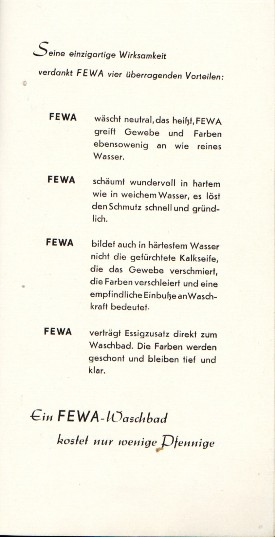 Seine einzigartige Wirksamkeit
verdankt FEWA vier überragenden Vorteilen:
FEWA wäscht neutral, das heißt, FEWA
greift Gewebe und Farben
ebensowenig an wie reines
Wasser.
FEWA schäumt wundervoll in hartem
wie in weichem Wasser, es löst
den Schmutz schnell und gründ-
lich.
FEWA bildet auch in härtestem Wasser
nicht die gefürchtete Kalkseife,
die das Gewebe verschmiert,
die Farben verschleiert und eine
empfindliche Einbuße an Wasch-
kraft bedeutet.
FEWA verträgt Essigzusatz direkt zum
Waschbad. Die Farben werden
geschont und bleiben tief und
klar.
Ein FEWA-Waschbad
kostet nur wenige Pfennige